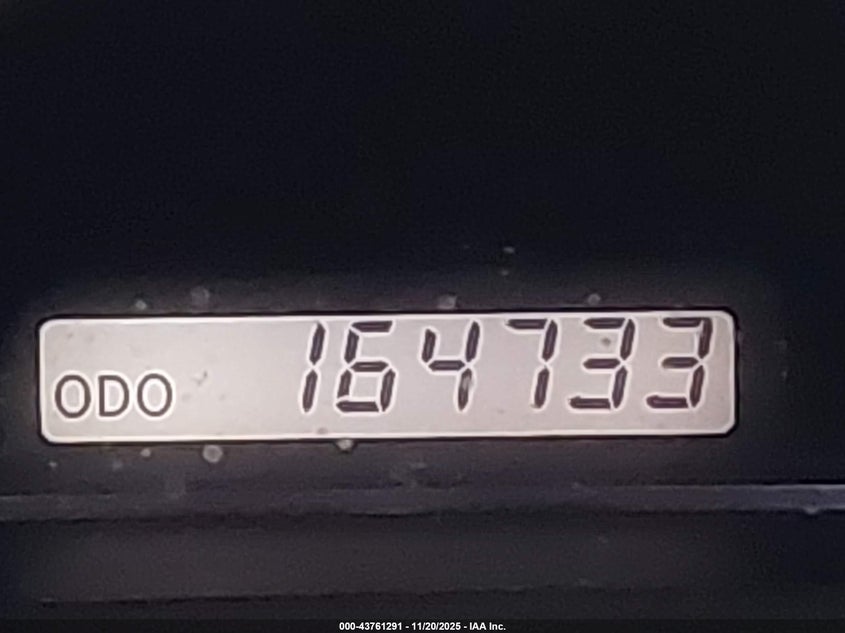 ODO 164733
000-43761291 - 11/20/2025 - IAA Inc.